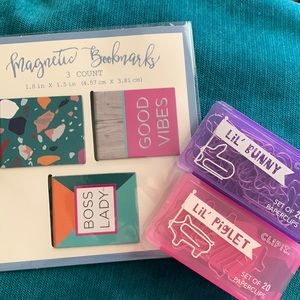 Magnetic Bookmarks
3 COUNT
1.8 in X 1.5 in (4.57 cm X 3.81 cm)
GOOD
VIBES
BOSS
LADY
LIL' BUNNY
SET OF
PAPERCLIPS
LIL' PIGLET
SET OF 20
PAPERCLIPS